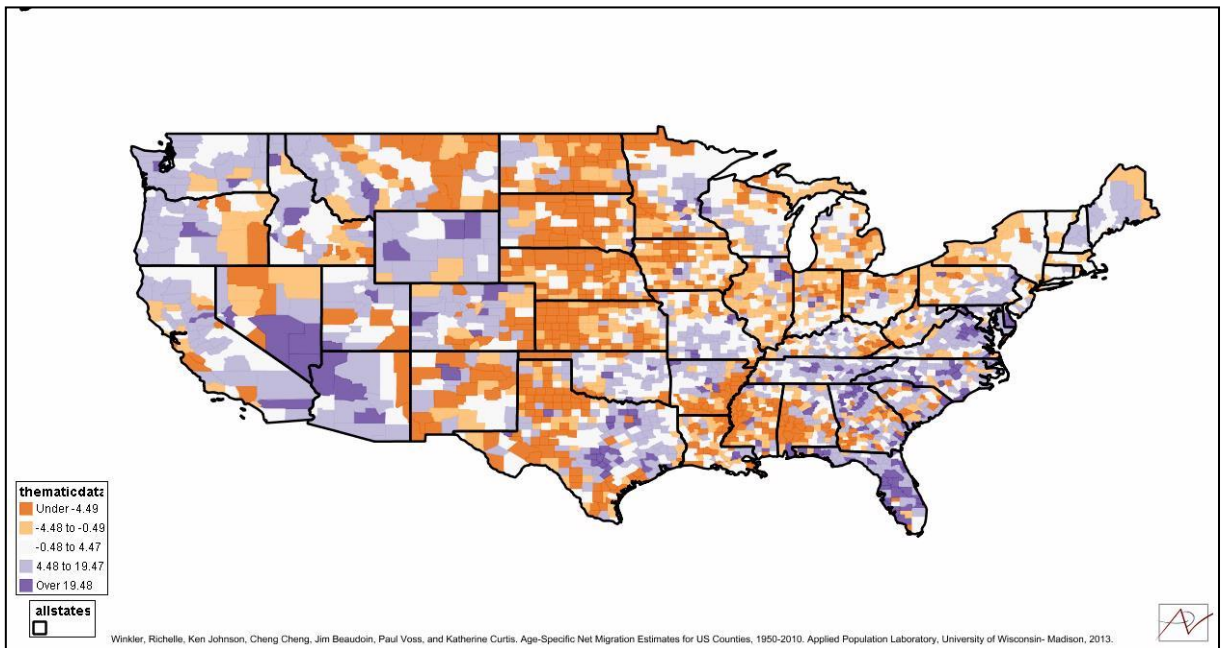 thematicdata
Under -4.49
-4.48 to -0.49
-0.48 to 4.47
4.48 to 19.47
Over 19.48
allstates
Winkler, Richelle, Ken Johnson, Cheng Cheng, Jim Beaudoin, Paul Voss, and Katherine Curtis. Age-Specific Net Migration Estimates for US Counties, 1950-2010. Applied Population Laboratory, University of Wisconsin- Madison, 2013.